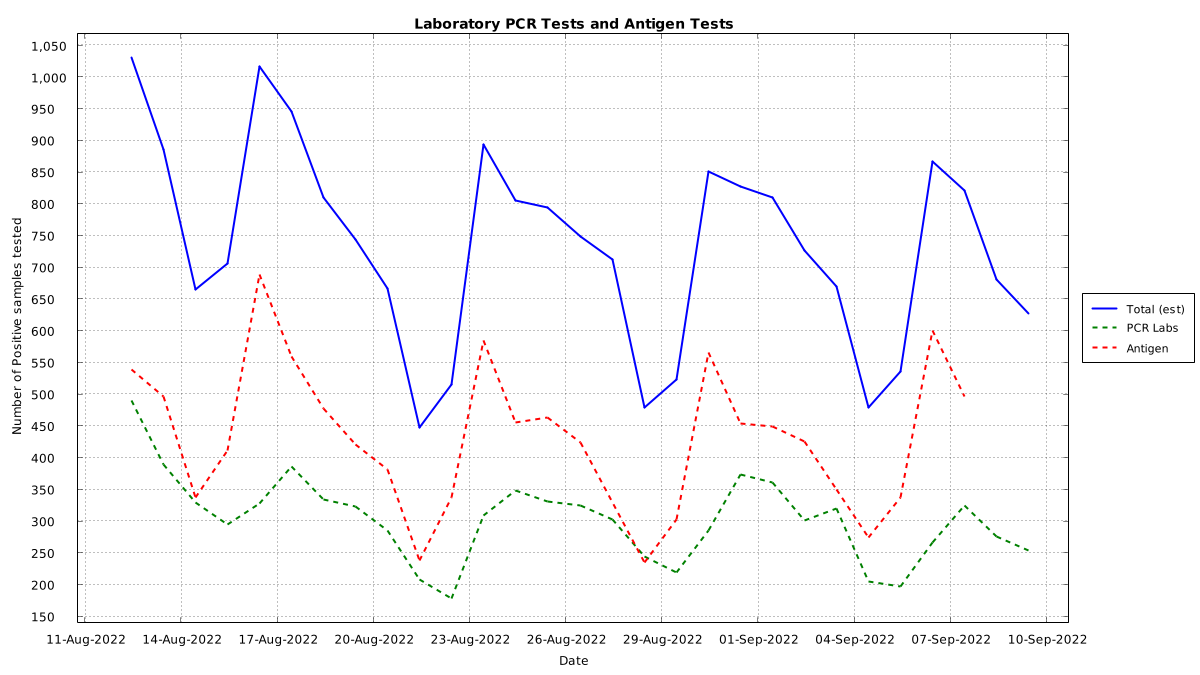 Laboratory PCR Tests and Antigen Tests
1,050
1,000
950
900
850
800
750
700
650
600
550
500
450
400
350
300
250
200
150
Number of Positive samples tested
11-Aug-2022 14-Aug-2022 17-Aug-2022 20-Aug-2022 23-Aug-2022 26-Aug-2022 29-Aug-2022 01-Sep-2022 04-Sep-2022 07-Sep-2022 10-Sep-2022
Date
Total (est)
PCR Labs
Antigen